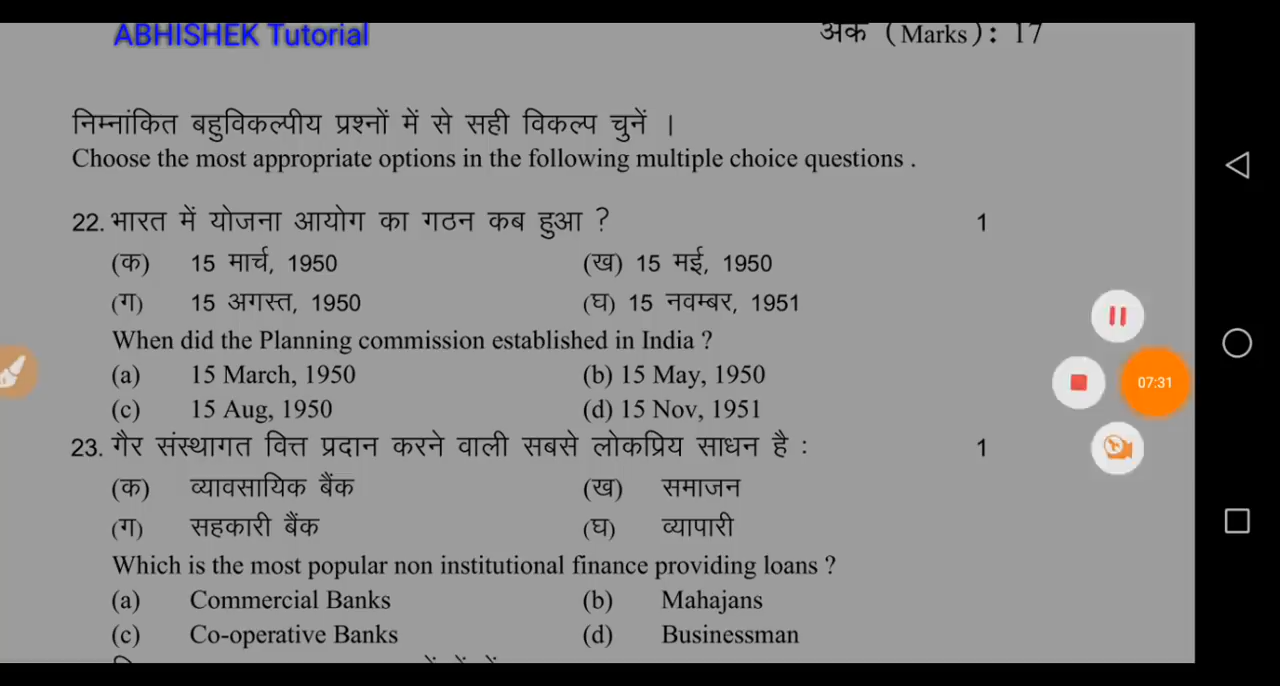 ABHISHEK Tutorial
अंक (Marks): 17
निम्नांकित बहुविकल्पीय प्रश्नों में से सही विकल्प चुनें ।
Choose the most appropriate options in the following multiple choice questions .
22. भारत में योजना आयोग का गठन कब हुआ ? 1
(क) 15 मार्च, 1950 (ख) 15 मई, 1950
(ग) 15 अगस्त, 1950 (घ) 15 नवम्बर, 1951
When did the Planning commission established in India ?
(a) 15 March, 1950 (b) 15 May, 1950
(c) 15 Aug, 1950 (d) 15 Nov, 1951
07:31
23. गैर संस्थागत वित्त प्रदान करने वाली सबसे लोकप्रिय साधन है : 1
(क) व्यावसायिक बैंक (ख) समाजन
(ग) सहकारी बैंक (घ) व्यापारी
Which is the most popular non institutional finance providing loans ?
(a) Commercial Banks (b) Mahajans
(c) Co-operative Banks (d) Businessman